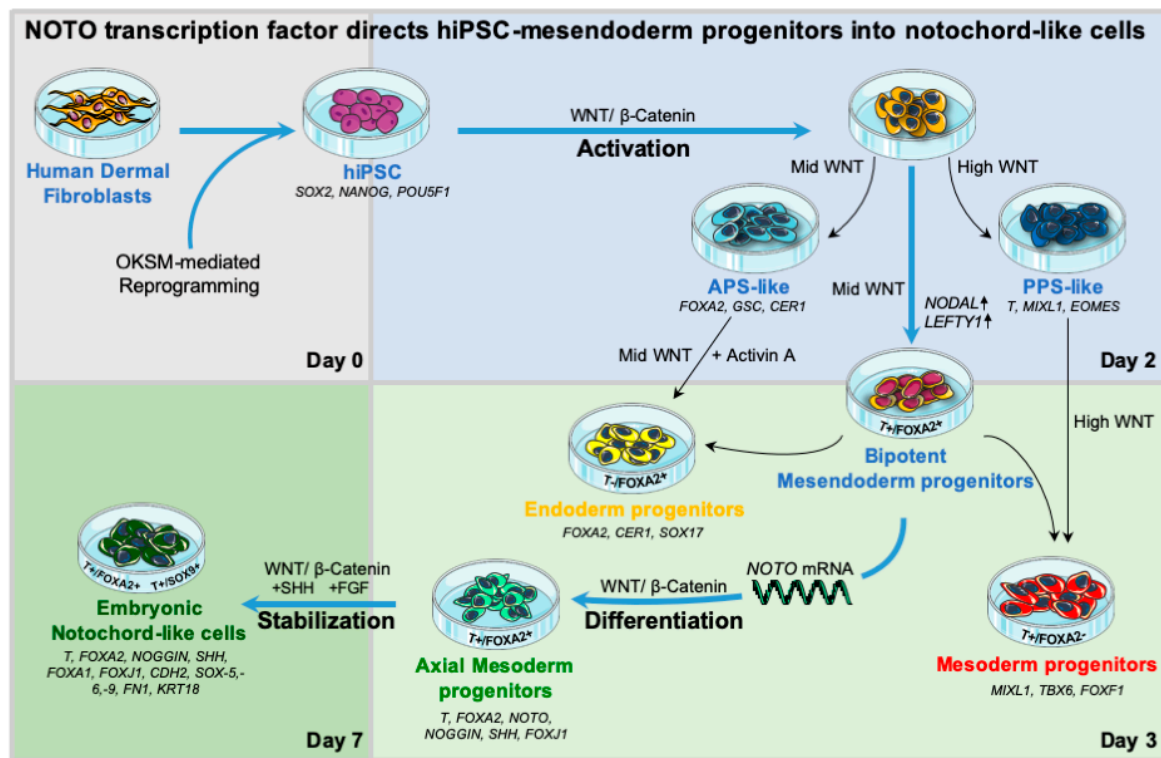 NOTO transcription factor directs hiPSC-mesendoderm progenitors into notochord-like cells
Human Dermal
Fibroblasts
OKSM-mediated
Reprogramming
hiPSC
SOX2, NANOG, POU5F1
Day 0
WNT/ β-Catenin
Activation
Mid WNT
High WNT
APS-like
FOXA2, GSC, CER1
Mid WNT
NODAL↑
LEFTY1↑
PPS-like
T, MIXL1, EOMES
Mid WNT
+ Activin A
Day 2
T+/FOXA2+
Bipotent
Mesendoderm progenitors
High WNT
T-/FOXA2+
Endoderm progenitors
FOXA2, CER1, SOX17
NOTO mRNA
WNT/ β-Catenin
Differentiation
T+/FOXA2-
Mesoderm progenitors
MIXL1, TBX6, FOXF1
T+/FOXA2+
Axial Mesoderm
progenitors
T, FOXA2, NOTO,
NOGGIN, SHH, FOXJ1
Day 3
WNT/ β-Catenin
+SHH +FGF
Stabilization
T+/FOXA2+ T+/SOX9+
Embryonic
Notochord-like cells
T, FOXA2, NOGGIN, SHH,
FOXA1, FOXJ1, CDH2, SOX-5,-
6,-9, FN1, KRT18
Day 7